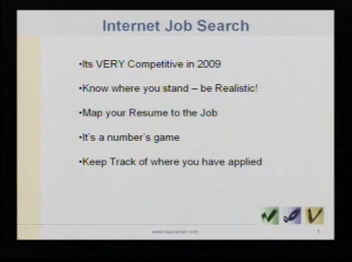 Internet Job Search
•Its VERY Competitive in 2009
•Know where you stand – be Realistic!
•Map your Resume to the Job
•It's a number's game
•Keep Track of where you have applied